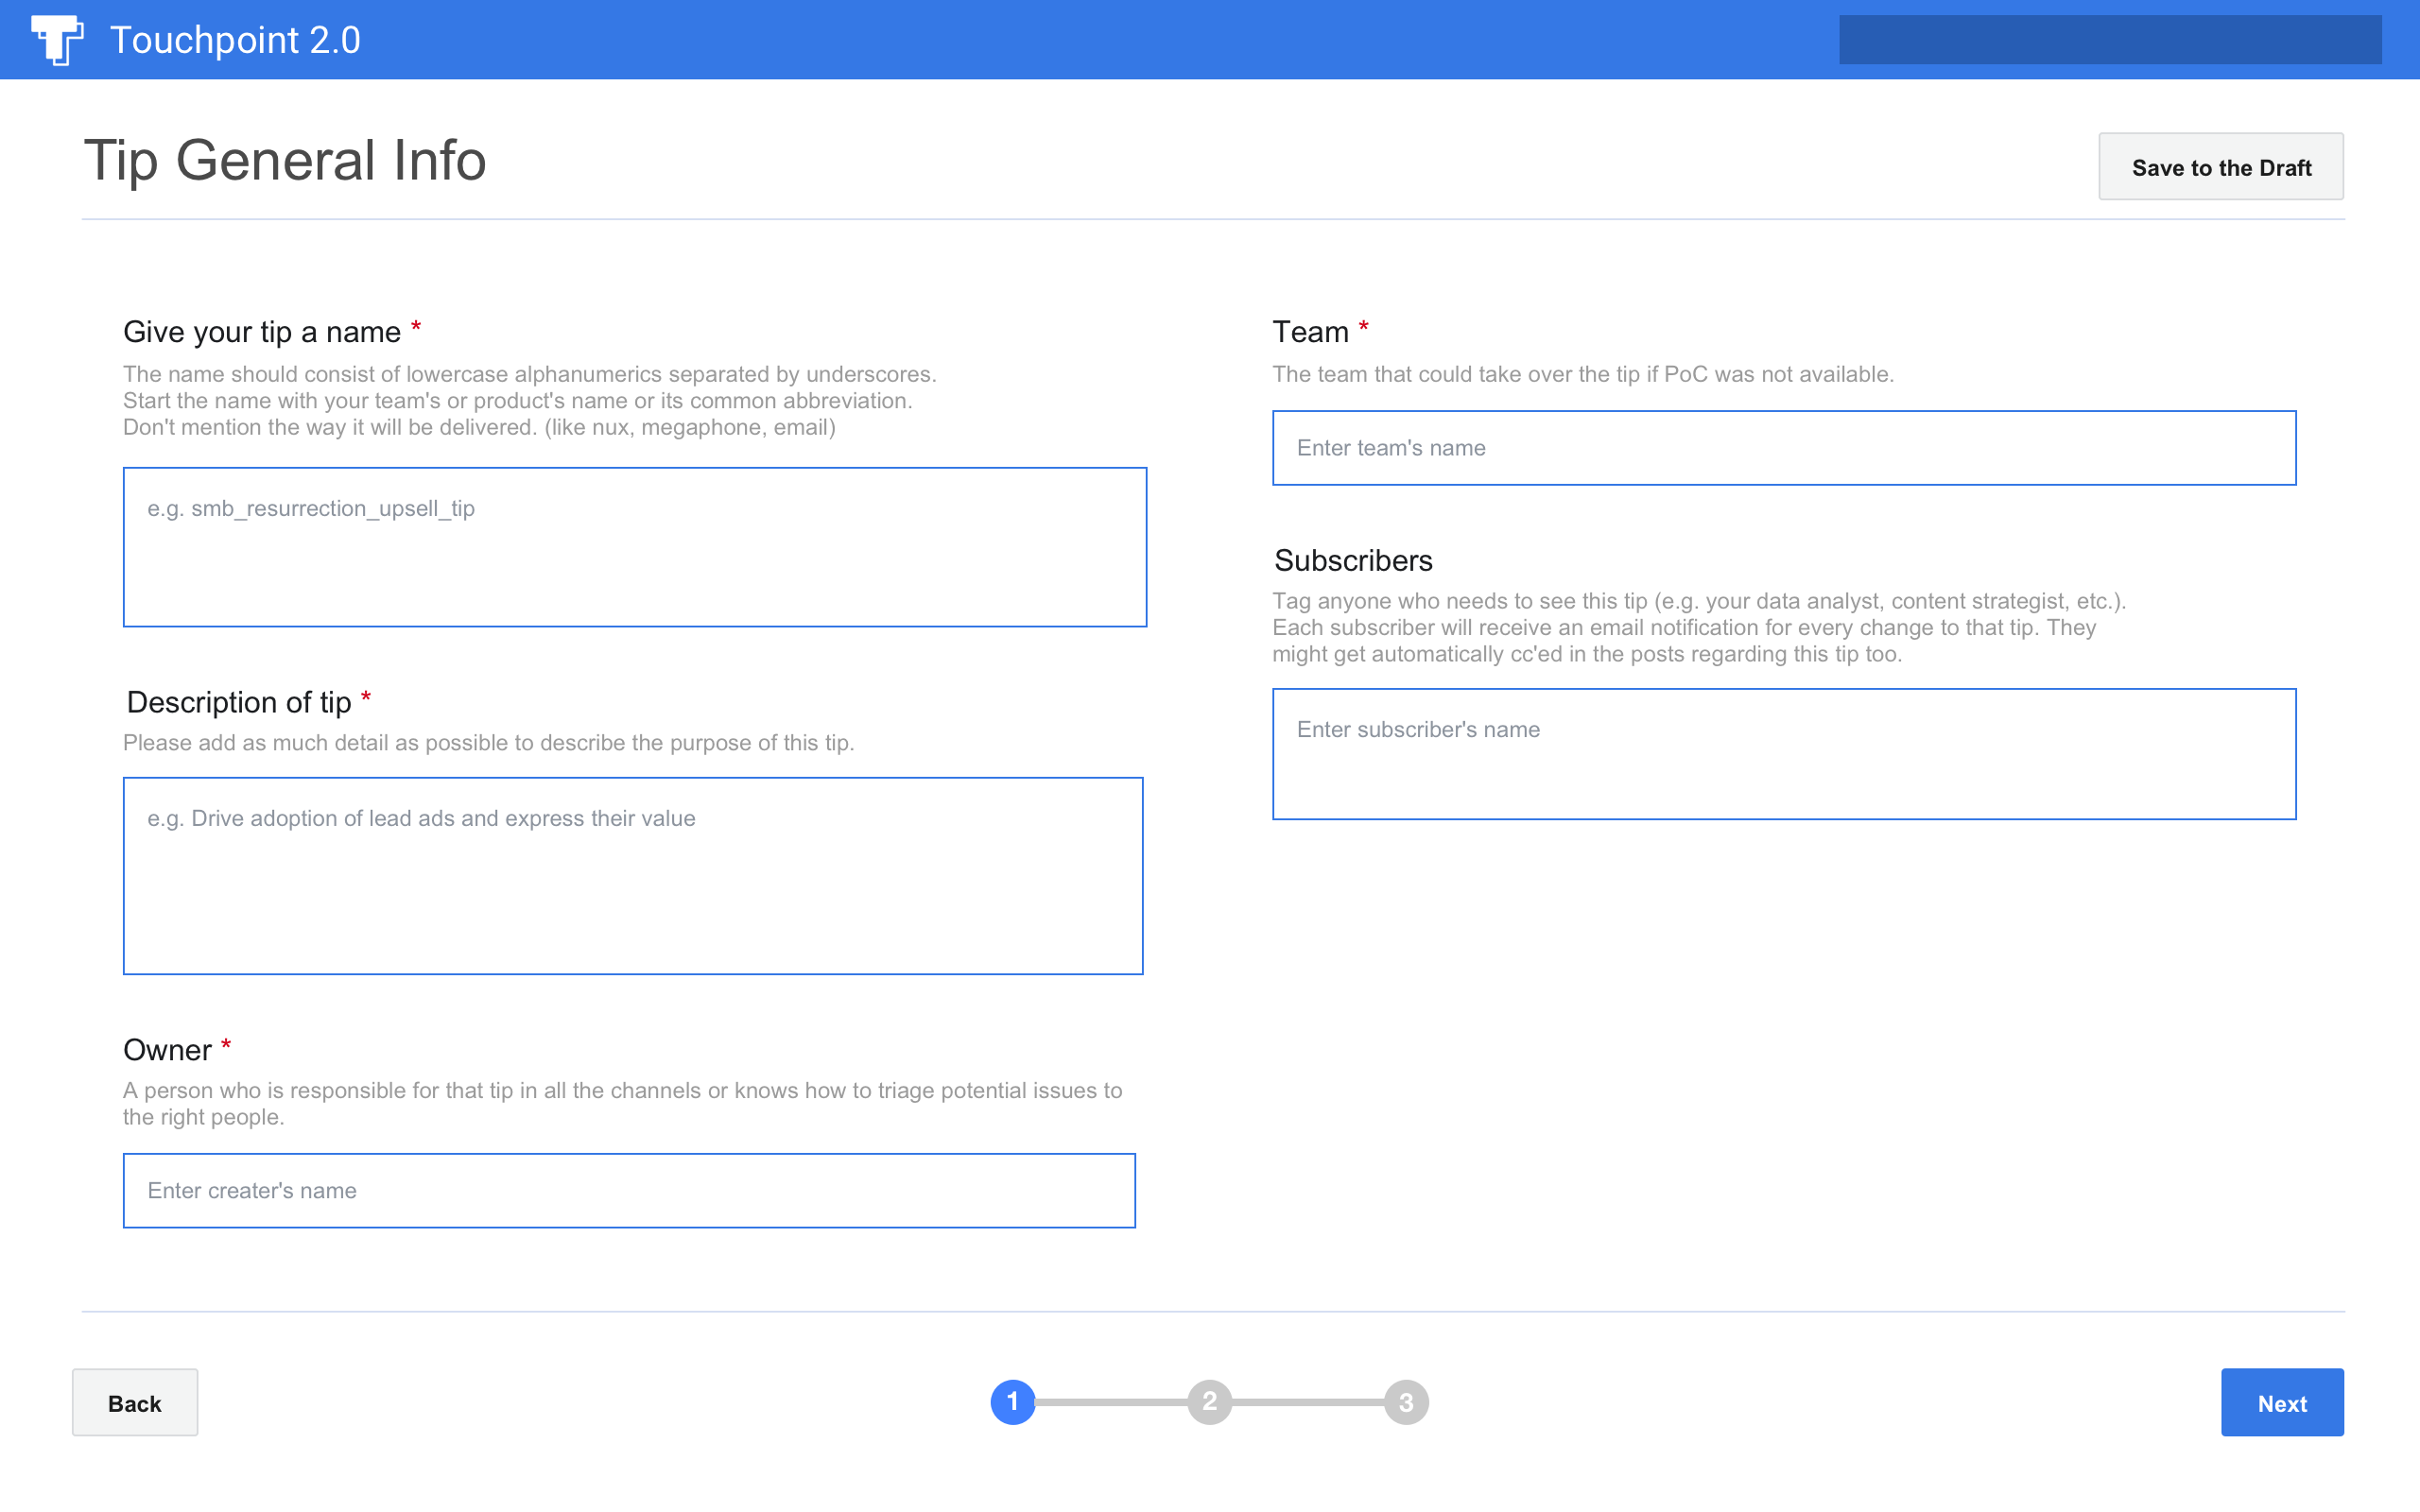 Touchpoint 2.0
Tip General Info
Save to the Draft
Give your tip a name *
The name should consist of lowercase alphanumerics separated by underscores.
Start the name with your team's or product's name or its common abbreviation.
Don't mention the way it will be delivered. (like nux, megaphone, email)
e.g. smb_resurrection_upsell_tip
Description of tip *
Please add as much detail as possible to describe the purpose of this tip.
e.g. Drive adoption of lead ads and express their value
Owner *
A person who is responsible for that tip in all the channels or knows how to triage potential issues to
the right people.
Enter creater's name
Team *
The team that could take over the tip if PoC was not available.
Enter team's name
Subscribers
Tag anyone who needs to see this tip (e.g. your data analyst, content strategist, etc.).
Each subscriber will receive an email notification for every change to that tip. They
might get automatically cc'ed in the posts regarding this tip too.
Enter subscriber's name
Back
1
2
3
Next